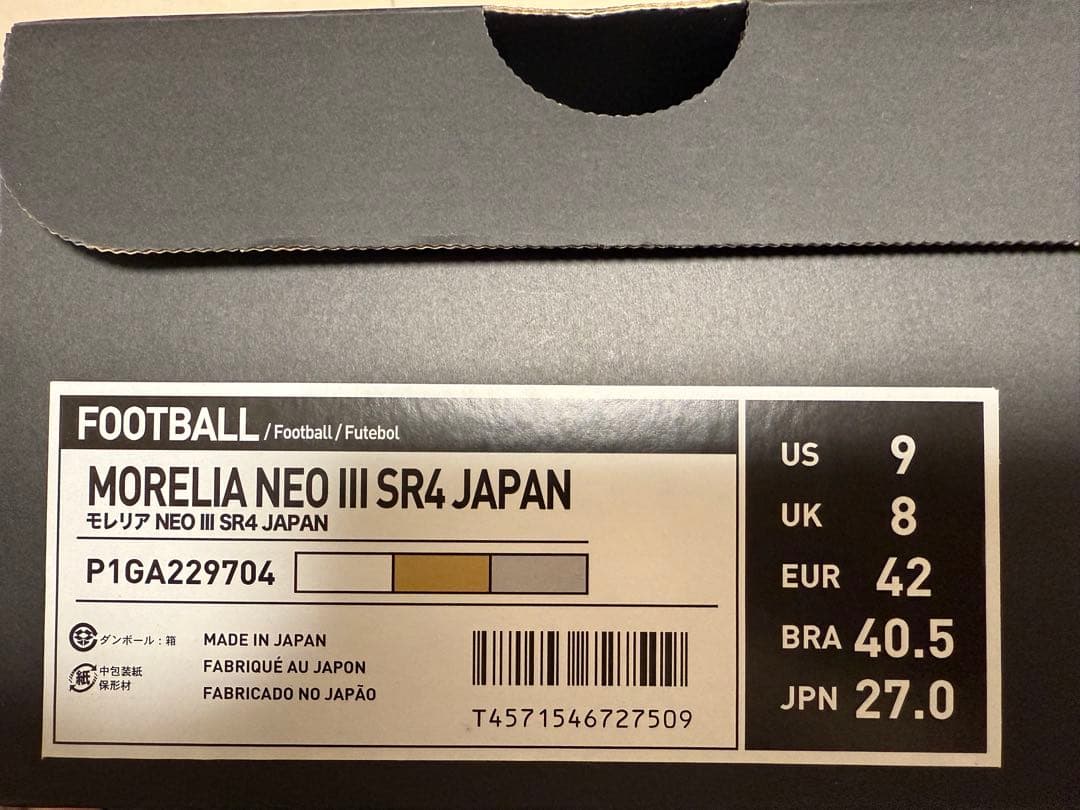 FOOTBALL / Football / Futebol
MORELIA NEO III SR4 JAPAN
モレリア NEO III SR4 JAPAN
P1GA229704
ダンボール：箱
紙 中包装紙
保形材
MADE IN JAPAN
FABRIQUÉ AU JAPON
FABRICADO NO JAPÃO
T4571546727509
US 9
UK 8
EUR 42
BRA 40.5
JPN 27.0